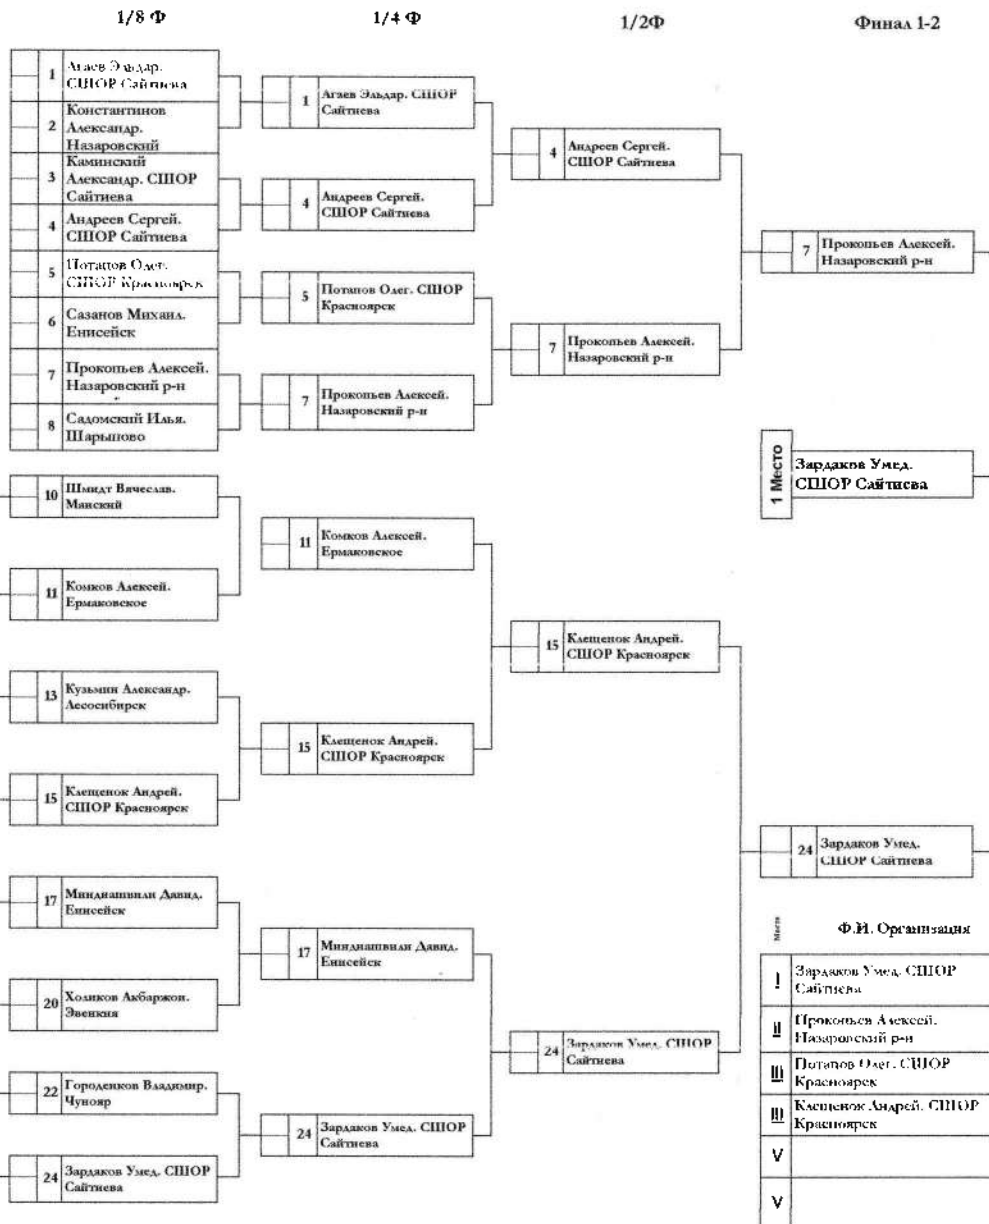 1/8 Ф
1/4 Ф
1/2Ф
Финал 1-2
1
Агаев Эльдар.
СШОР Сайтиева
2
Константинов
Александр.
Назаровский
3
Каминский
Александр. СШОР
Сайтиева
4
Андреев Сергей.
СШОР Сайтиева
5
Потапов Олег.
СШОР Красноярск
6
Сазанов Михаил.
Енисейск
7
Прокопьев Алексей.
Назаровский р-н
8
Садомский Илья.
Шарыпово
10
Шмидт Вячеслав.
Манский
11
Комков Алексей.
Ермаковское
13
Кузьмин Александр.
Лесосибирск
15
Клещенок Андрей.
СШОР Красноярск
17
Миндиашвили Давид.
Енисейск
20
Холиков Акбаржон.
Эвенкия
22
Городенков Владимир.
Чунояр
24
Зардаков Умед. СШОР
Сайтиева
1
Агаев Эльдар. СШОР
Сайтиева
4
Андреев Сергей.
СШОР Сайтиева
5
Потапов Олег. СШОР
Красноярск
7
Прокопьев Алексей.
Назаровский р-н
11
Комков Алексей.
Ермаковское
15
Клещенок Андрей.
СШОР Красноярск
17
Миндиашвили Давид.
Енисейск
24
Зардаков Умед. СШОР
Сайтиева
4
Андреев Сергей.
СШОР Сайтиева
7
Прокопьев Алексей.
Назаровский р-н
15
Клещенок Андрей.
СШОР Красноярск
24
Зардаков Умед. СШОР
Сайтиева
7
Прокопьев Алексей.
Назаровский р-н
1 Место
Зардаков Умед.
СШОР Сайтиева
24
Зардаков Умед.
СШОР Сайтиева
Место
Ф.И. Организация
I
Зардаков Умед. СШОР
Сайтиева
II
Прокопьев Алексей.
Назаровский р-н
III
Потапов Олег. СШОР
Красноярск
III
Клещенок Андрей. СШОР
Красноярск
V
V